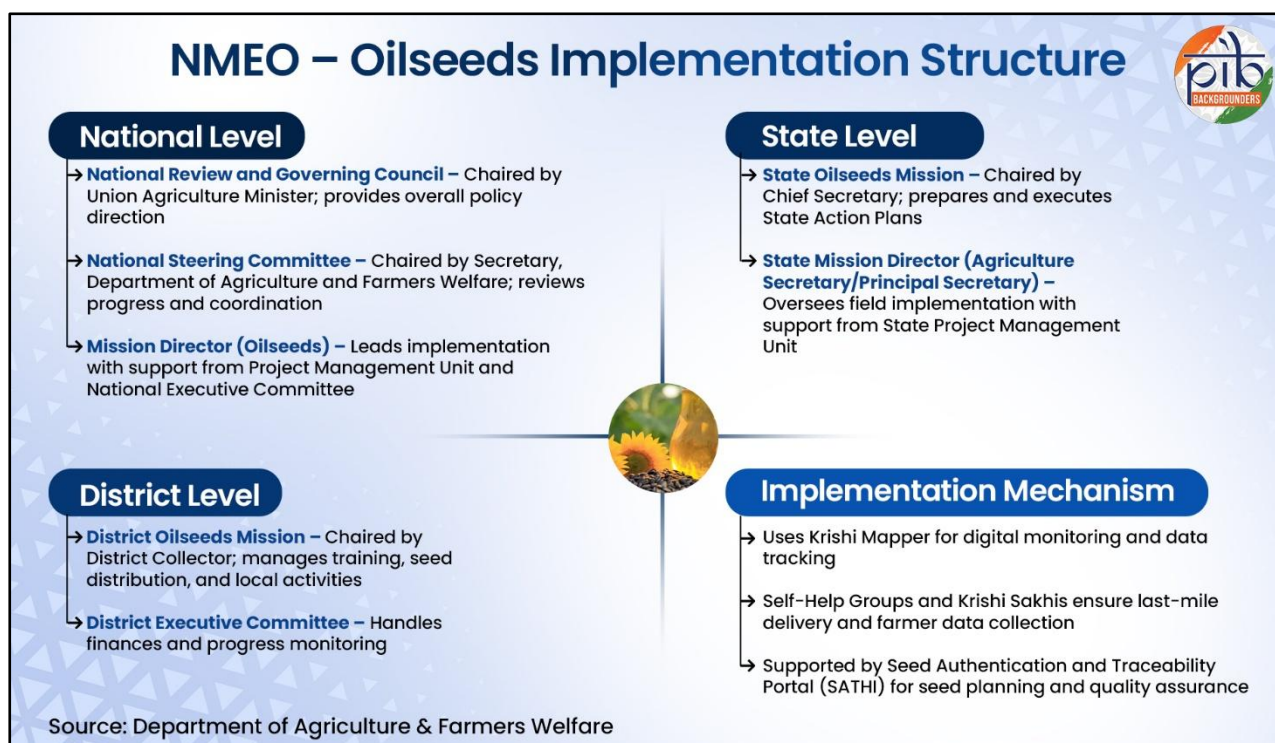 NMEO – Oilseeds Implementation Structure
pib
BACKGROUNDERS
National Level
National Review and Governing Council – Chaired by
Union Agriculture Minister; provides overall policy
direction
National Steering Committee – Chaired by Secretary,
Department of Agriculture and Farmers Welfare; reviews
progress and coordination
Mission Director (Oilseeds) – Leads implementation
with support from Project Management Unit and
National Executive Committee
State Level
State Oilseeds Mission – Chaired by
Chief Secretary; prepares and executes
State Action Plans
State Mission Director (Agriculture
Secretary/Principal Secretary) –
Oversees field implementation with
support from State Project Management
Unit
District Level
District Oilseeds Mission – Chaired by
District Collector; manages training, seed
distribution, and local activities
District Executive Committee – Handles
finances and progress monitoring
Implementation Mechanism
Uses Krishi Mapper for digital monitoring and data
tracking
Self-Help Groups and Krishi Sakhis ensure last-mile
delivery and farmer data collection
Supported by Seed Authentication and Traceability
Portal (SATHI) for seed planning and quality assurance
Source: Department of Agriculture & Farmers Welfare